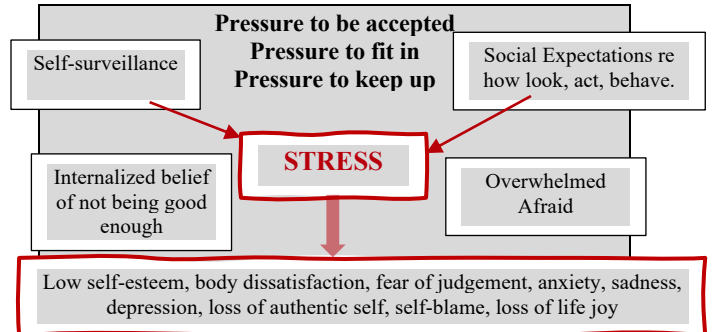 Pressure to be accepted
Pressure to fit in
Pressure to keep up
Self-surveillance
Social Expectations re
how look, act, behave.
STRESS
Internalized belief
of not being good
enough
Overwhelmed
Afraid
Low self-esteem, body dissatisfaction, fear of judgement, anxiety, sadness,
depression, loss of authentic self, self-blame, loss of life joy